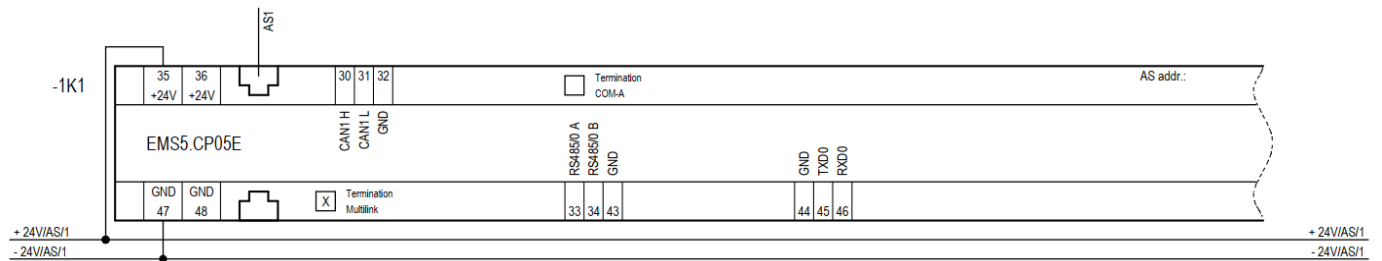 AS1
-1K1
35 36 30 31 32 Termination AS addr.:
+24V +24V COM-A
CAN1 H
CAN1 L
GND
EMS5.CP05E
RS485/0 A
RS485/0 B
GND
GND
TXD0
RXD0
GND GND X Termination
47 48 Multilink 33 34 43 44 45 46
+ 24V/AS/1 + 24V/AS/1
- 24V/AS/1 - 24V/AS/1